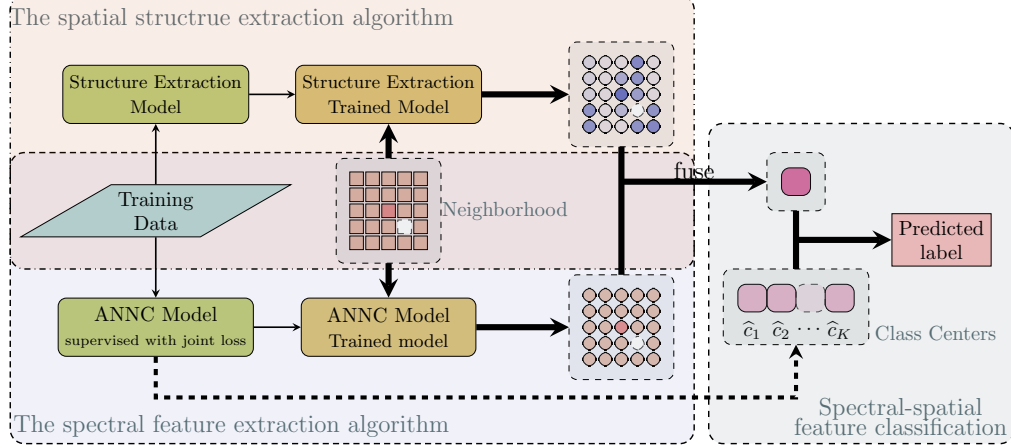 The spatial structrue extraction algorithm
Structure Extraction
Model
Structure Extraction
Trained Model
Training
Data
Neighborhood
fuse
Predicted
label
ANNC Model
supervised with joint loss
ANNC Model
Trained model
ĉ₁ ĉ₂ ··· ĉ_K
Class Centers
The spectral feature extraction algorithm
Spectral-spatial
feature classification